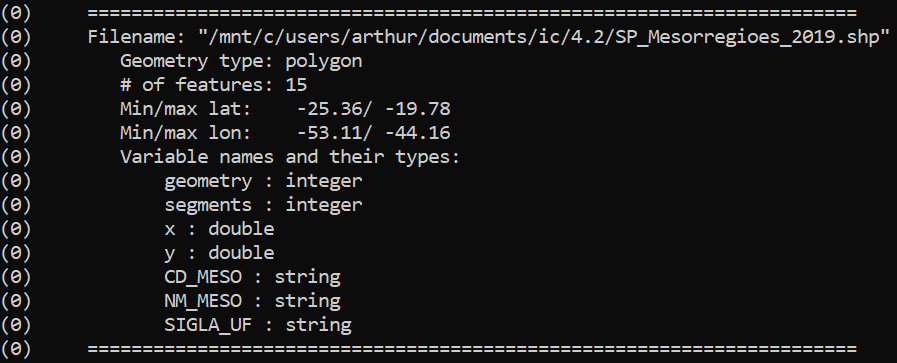 (0) ======================================================================
(0) Filename: "/mnt/c/users/arthur/documents/ic/4.2/SP_Mesorregioes_2019.shp"
(0) Geometry type: polygon
(0) # of features: 15
(0) Min/max lat: -25.36/ -19.78
(0) Min/max lon: -53.11/ -44.16
(0) Variable names and their types:
(0) geometry : integer
(0) segments : integer
(0) x : double
(0) y : double
(0) CD_MESO : string
(0) NM_MESO : string
(0) SIGLA_UF : string
(0) ======================================================================